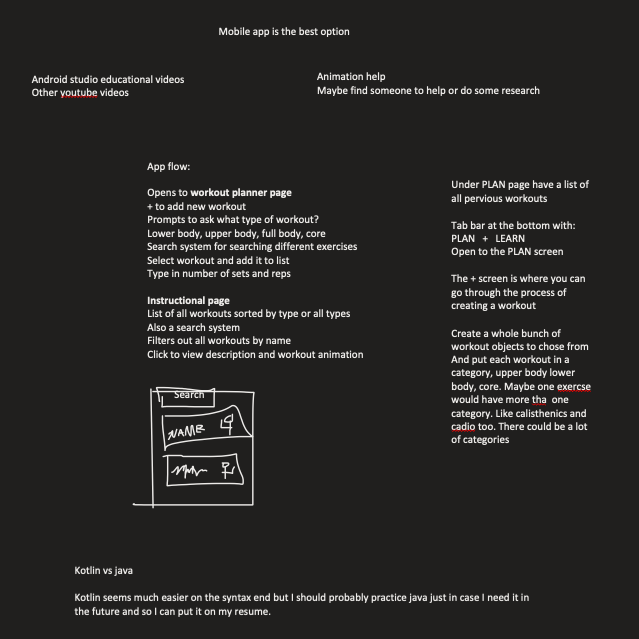 Mobile app is the best option
Android studio educational videos
Other youtube videos
Animation help
Maybe find someone to help or do some research
App flow:
Opens to workout planner page
+ to add new workout
Prompts to ask what type of workout?
Lower body, upper body, full body, core
Search system for searching different exercises
Select workout and add it to list
Type in number of sets and reps
Instructional page
List of all workouts sorted by type or all types
Also a search system
Filters out all workouts by name
Click to view description and workout animation
Under PLAN page have a list of
all pervious workouts
Tab bar at the bottom with:
PLAN + LEARN
Open to the PLAN screen
The + screen is where you can
go through the process of
creating a workout
Create a whole bunch of
workout objects to chose from
And put each workout in a
category, upper body lower
body, core. Maybe one exercse
would have more tha one
category. Like calisthenics and
cadio too. There could be a lot
of categories
Search
NAME
Kotlin vs java
Kotlin seems much easier on the syntax end but I should probably practice java just in case I need it in
the future and so I can put it on my resume.